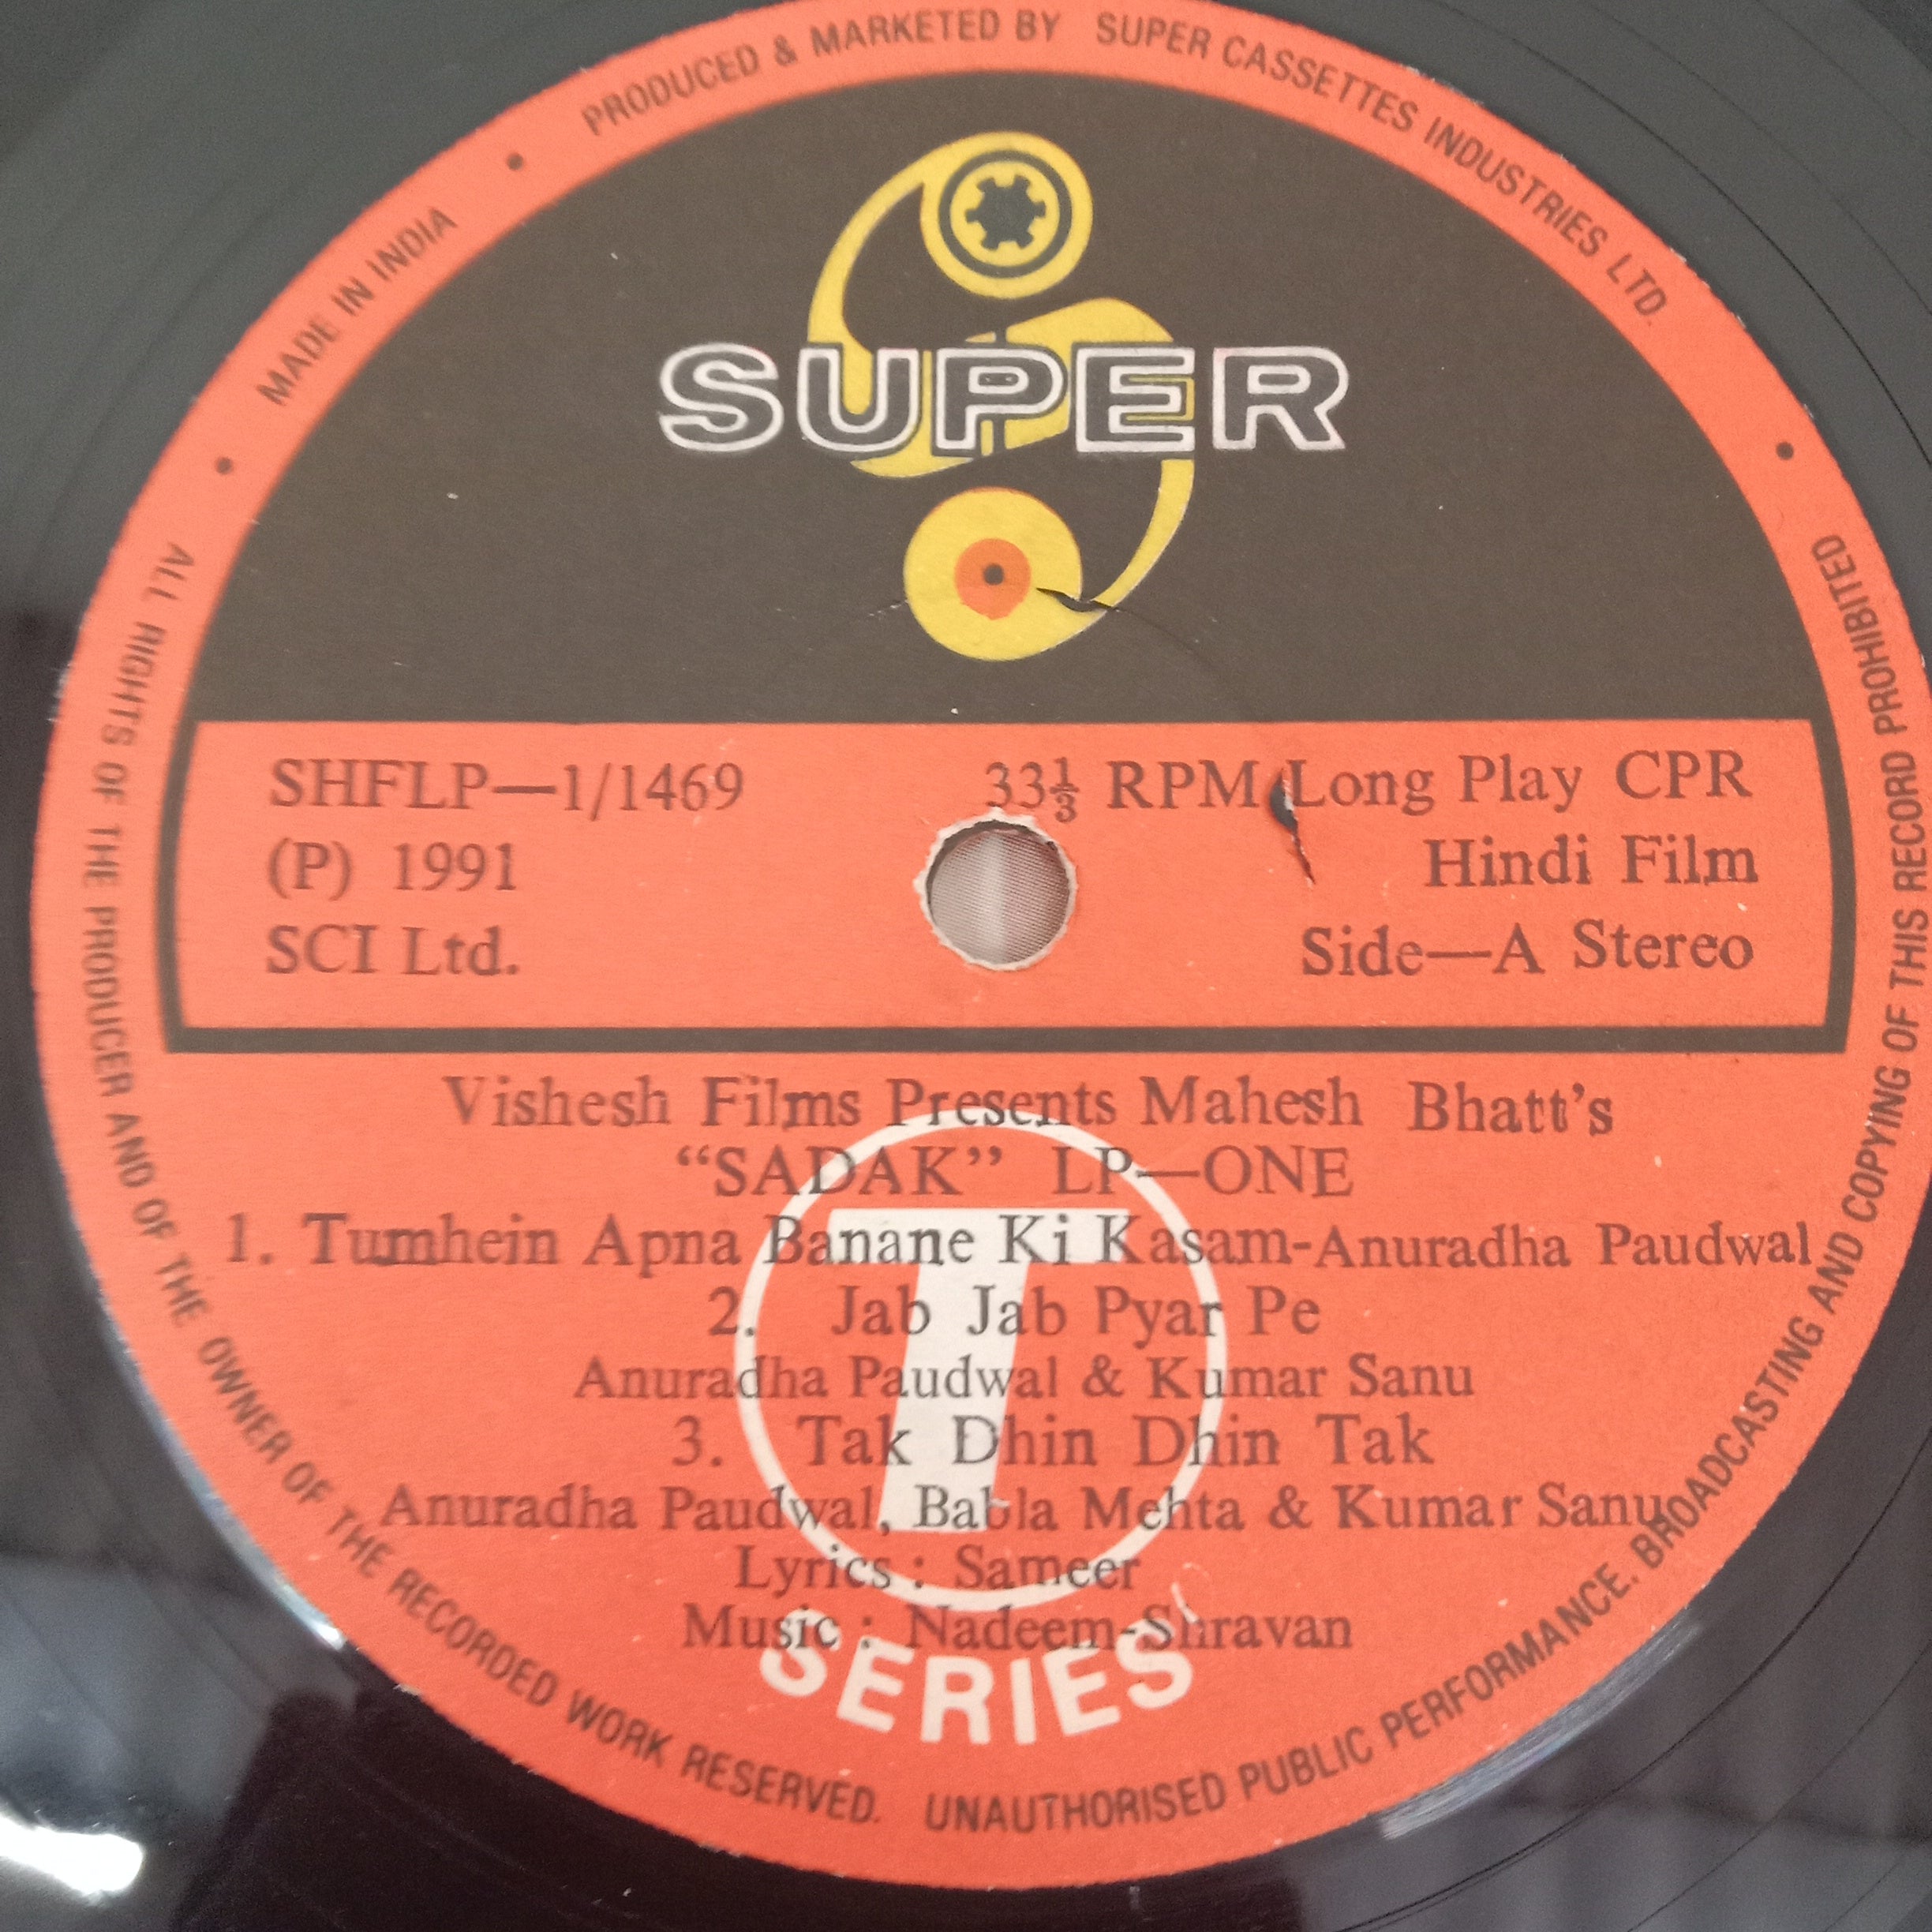 PRODUCED & MARKETED BY SUPER CASSETTES INDUSTRIES LTD.
MADE IN INDIA
SUPER
SHFLP—1/1469 33⅓ RPM Long Play CPR
(P) 1991 Hindi Film
SCI Ltd. Side—A Stereo
Vishesh Films Presents Mahesh Bhatt's
“SADAK” LP—ONE
1. Tumhein Apna Banane Ki Kasam-Anuradha Paudwal
2. Jab Jab Pyar Pe
Anuradha Paudwal & Kumar Sanu
3. Tak Dhin Dhin Tak
Anuradha Paudwal, Babla Mehta & Kumar Sanu
Lyrics : Sameer
Music : Nadeem-Shravan
T
SERIES
ALL RIGHTS OF THE PRODUCER AND OF THE OWNER OF THE RECORDED WORK RESERVED. UNAUTHORISED PUBLIC PERFORMANCE. BROADCASTING AND COPYING OF THIS RECORD PROHIBITED